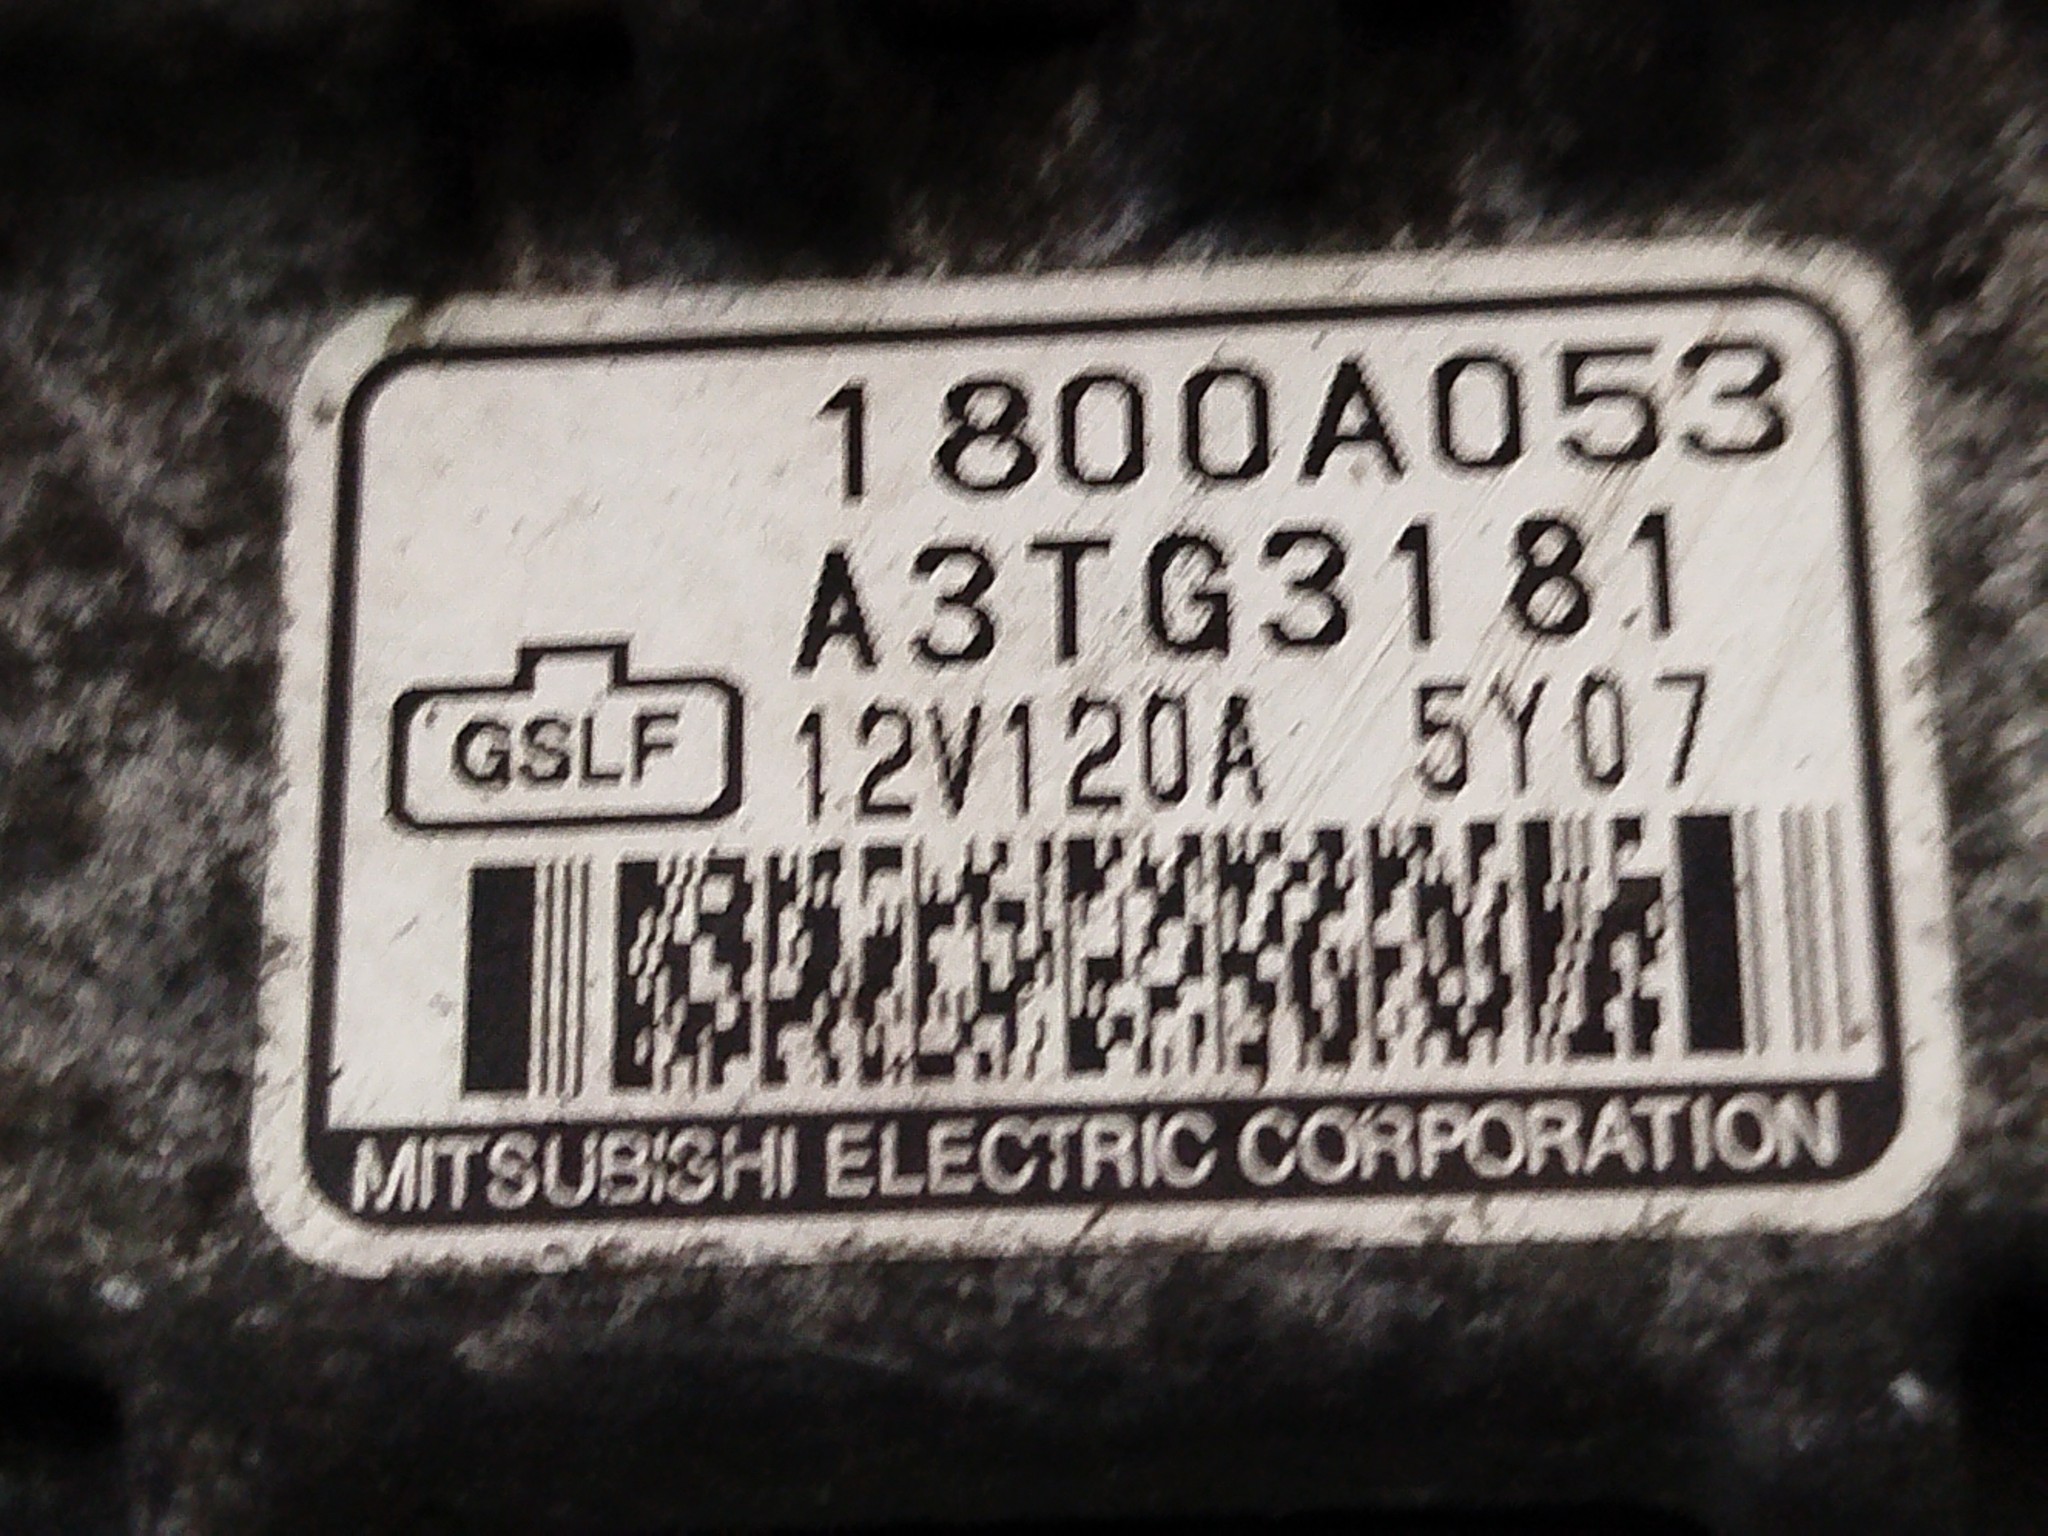 1800A053
A3TG3181
GSLF 12V120A 5Y07
MITSUBISHI ELECTRIC CORPORATION